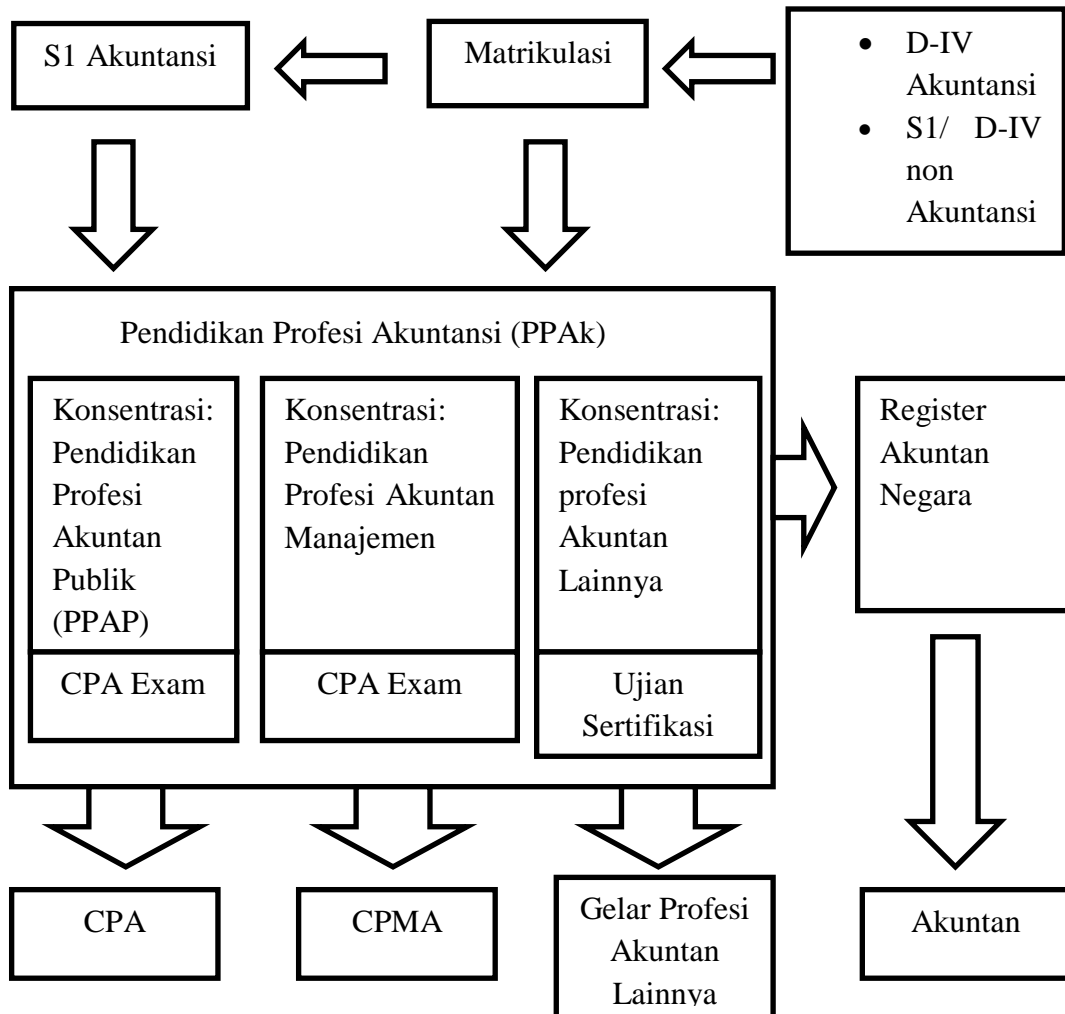 S1 Akuntansi
Matrikulasi
• D-IV
Akuntansi
• S1/ D-IV
non
Akuntansi
Pendidikan Profesi Akuntansi (PPAk)
Konsentrasi:
Pendidikan
Profesi
Akuntan
Publik
(PPAP)
CPA Exam
Konsentrasi:
Pendidikan
Profesi Akuntan
Manajemen
CPA Exam
Konsentrasi:
Pendidikan
profesi
Akuntan
Lainnya
Ujian
Sertifikasi
Register
Akuntan
Negara
CPA
CPMA
Gelar Profesi
Akuntan
Lainnya
Akuntan